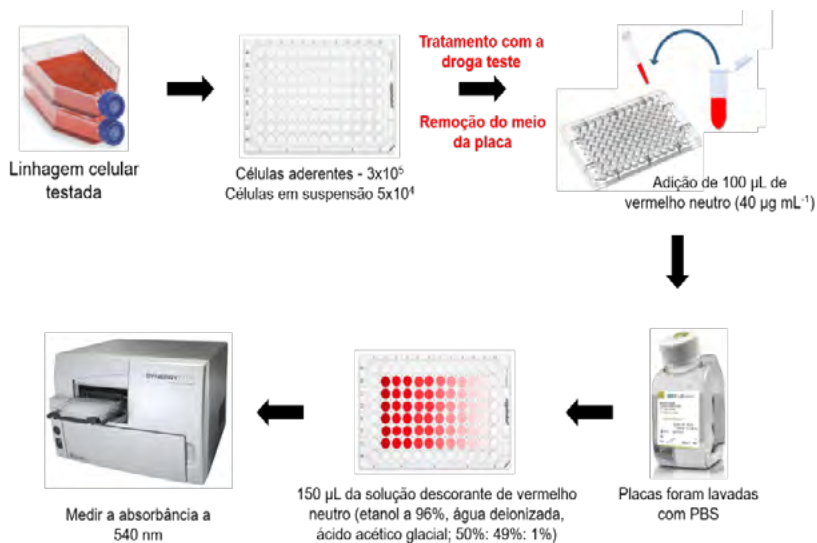 Linhagem celular
testada
Células aderentes - 3x10⁵
Células em suspensão 5x10⁴
Tratamento com a
droga teste
Remoção do meio
da placa
Adição de 100 µL de
vermelho neutro (40 µg mL⁻¹)
Placas foram lavadas
com PBS
150 µL da solução descorante de vermelho
neutro (etanol a 96%, água deionizada,
ácido acético glacial; 50%: 49%: 1%)
SYNERGY
Medir a absorbância a
540 nm